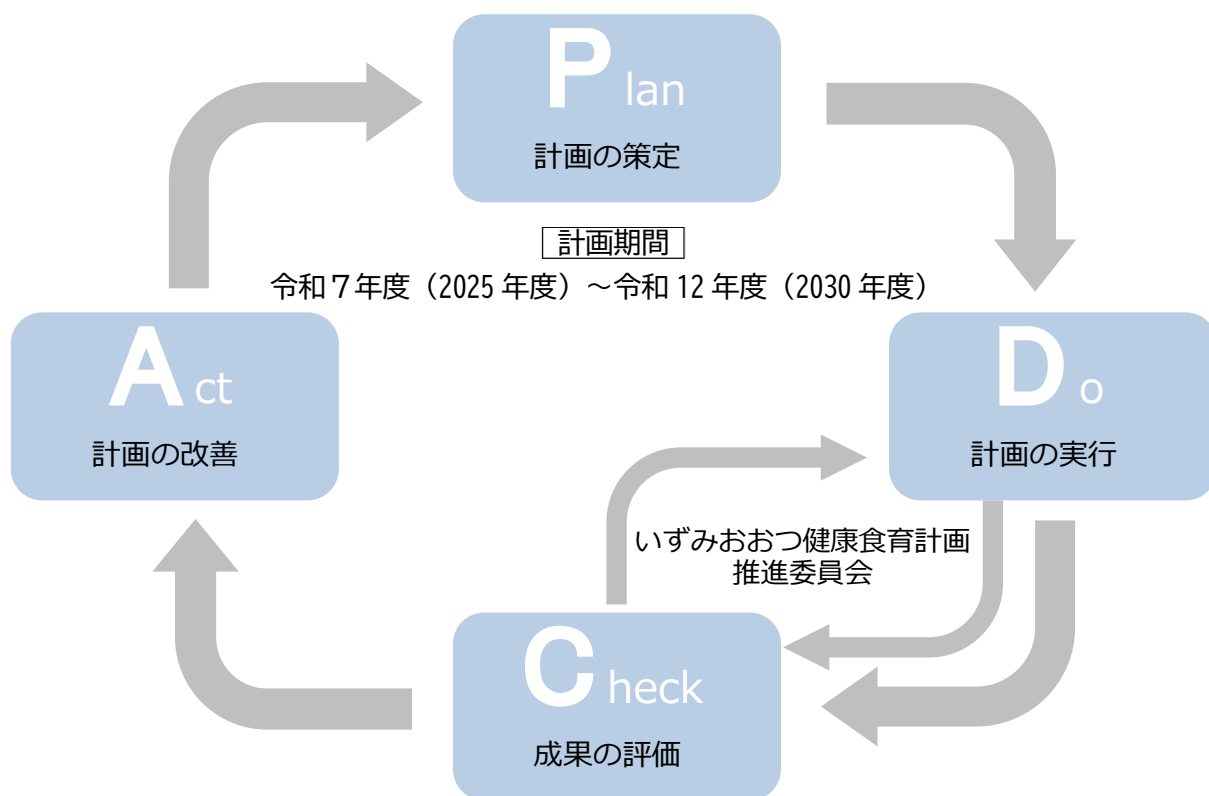 Plan
計画の策定
計画期間
令和７年度（2025 年度）～令和 12 年度（2030 年度）
Act
計画の改善
Do
計画の実行
いずみおおつ健康食育計画
推進委員会
Check
成果の評価